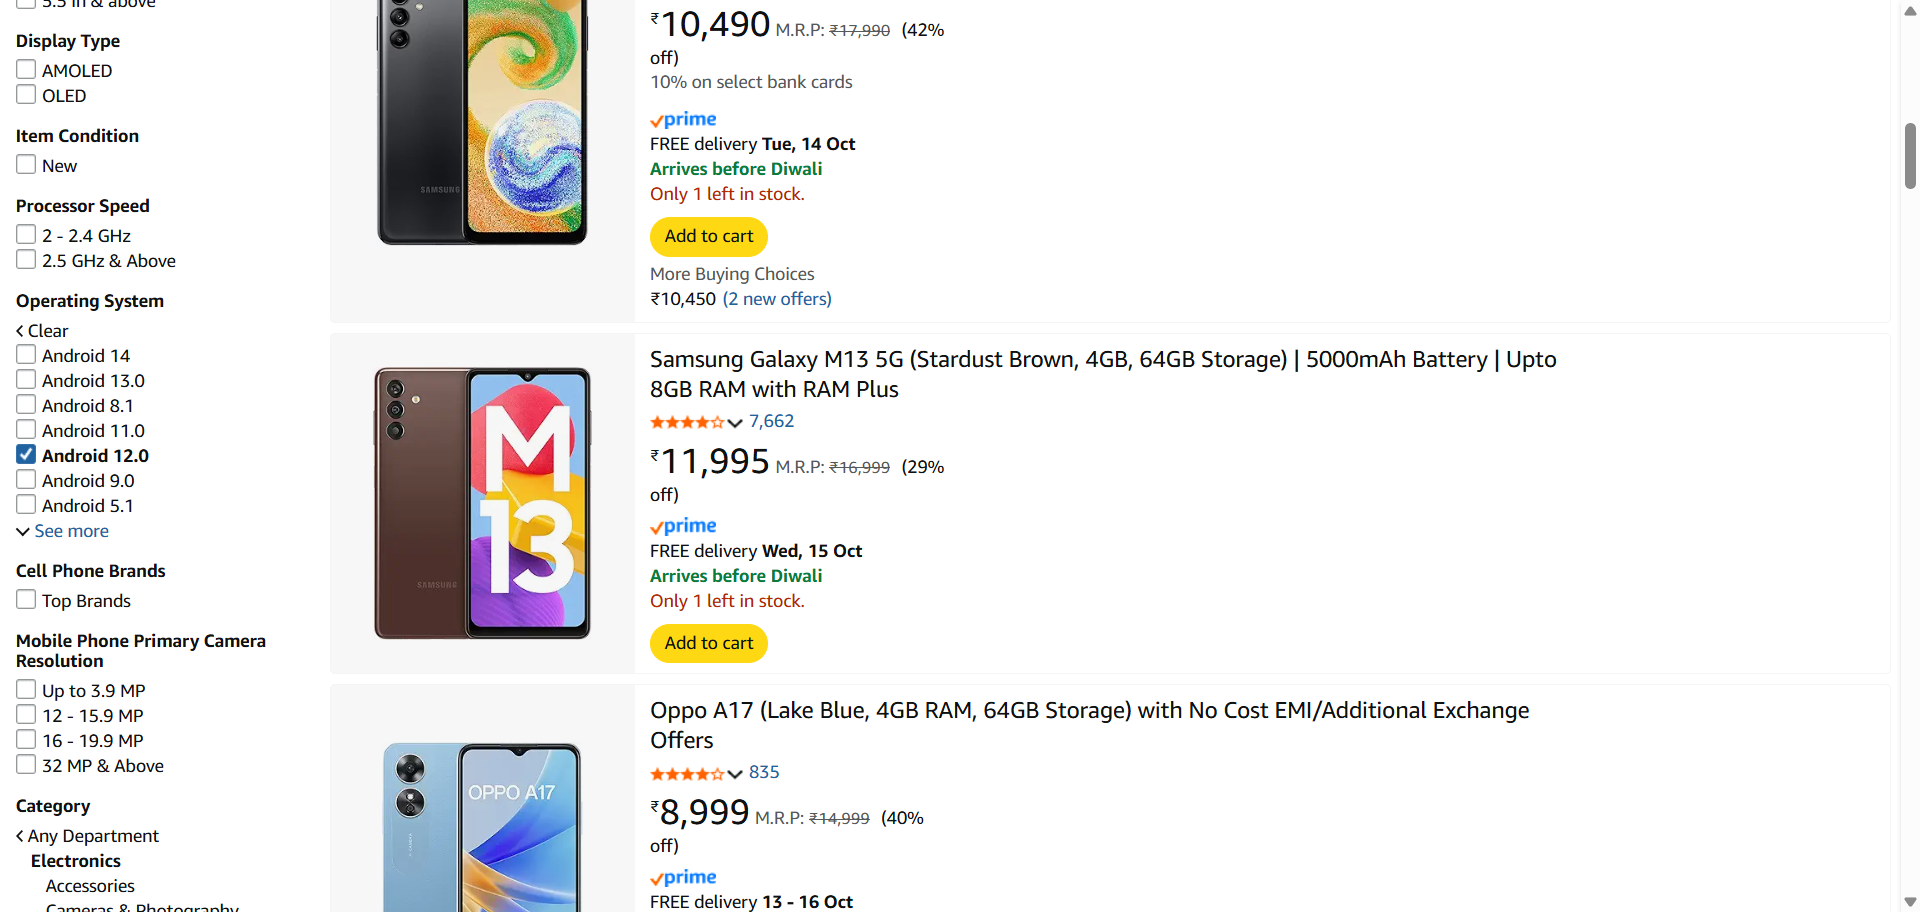 5.5 in & above
Display Type
AMOLED
OLED
Item Condition
New
Processor Speed
2 - 2.4 GHz
2.5 GHz & Above
Operating System
Clear
Android 14
Android 13.0
Android 8.1
Android 11.0
Android 12.0
Android 9.0
Android 5.1
See more
Cell Phone Brands
Top Brands
Mobile Phone Primary Camera
Resolution
Up to 3.9 MP
12 - 15.9 MP
16 - 19.9 MP
32 MP & Above
Category
Any Department
Electronics
Accessories
Cameras & Photography
SAMSUNG
₹10,490 M.R.P: ₹17,990 (42%
off)
10% on select bank cards
prime
FREE delivery Tue, 14 Oct
Arrives before Diwali
Only 1 left in stock.
Add to cart
More Buying Choices
₹10,450 (2 new offers)
M
13
SAMSUNG
Samsung Galaxy M13 5G (Stardust Brown, 4GB, 64GB Storage) | 5000mAh Battery | Upto
8GB RAM with RAM Plus
7,662
₹11,995 M.R.P: ₹16,999 (29%
off)
prime
FREE delivery Wed, 15 Oct
Arrives before Diwali
Only 1 left in stock.
Add to cart
OPPO A17
Oppo A17 (Lake Blue, 4GB RAM, 64GB Storage) with No Cost EMI/Additional Exchange
Offers
835
₹8,999 M.R.P: ₹14,999 (40%
off)
prime
FREE delivery 13 - 16 Oct